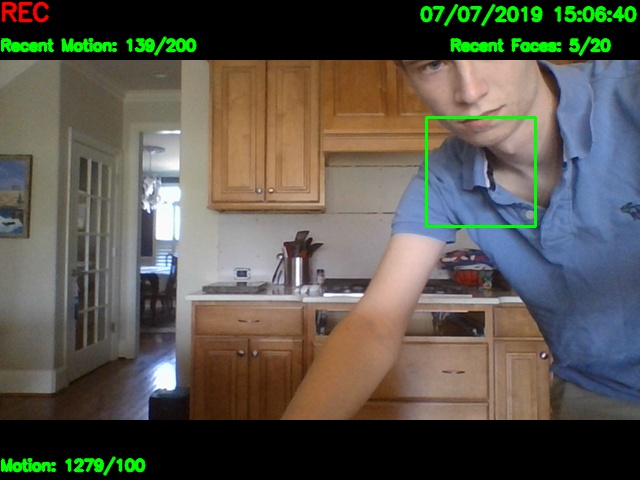 REC
07/07/2019 15:06:40
Recent Motion: 139/200
Recent Faces: 5/20
Motion: 1279/100